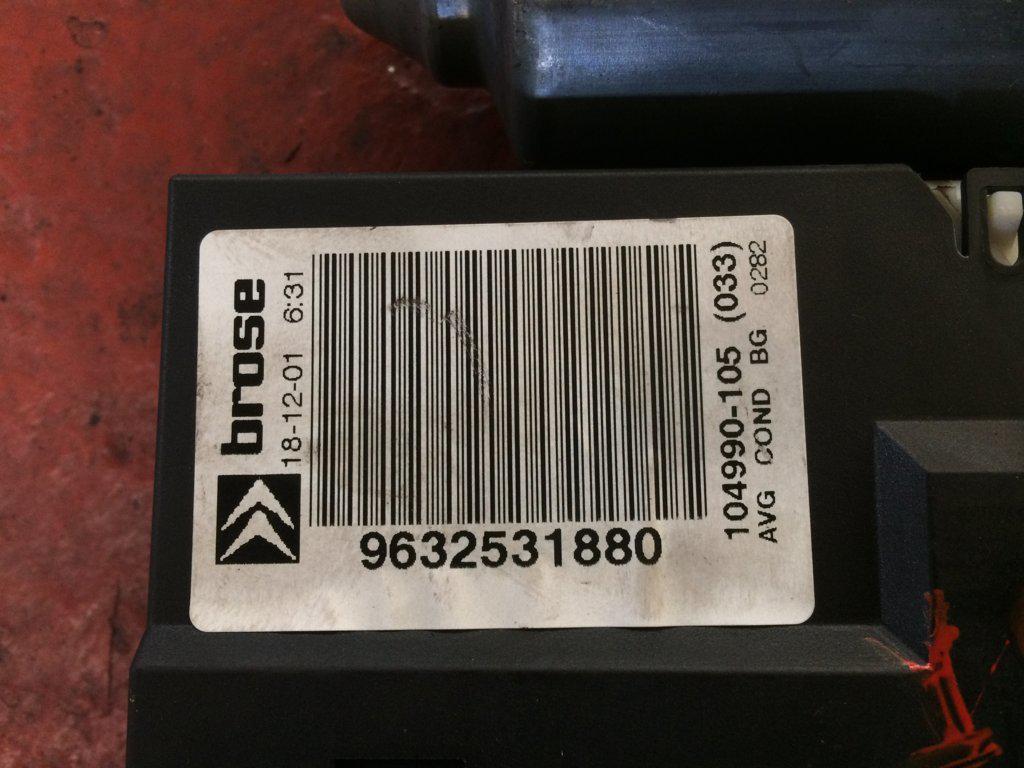 brose
18-12-01 6:31
9632531880
104990-105 (033)
AVG COND BG 0282